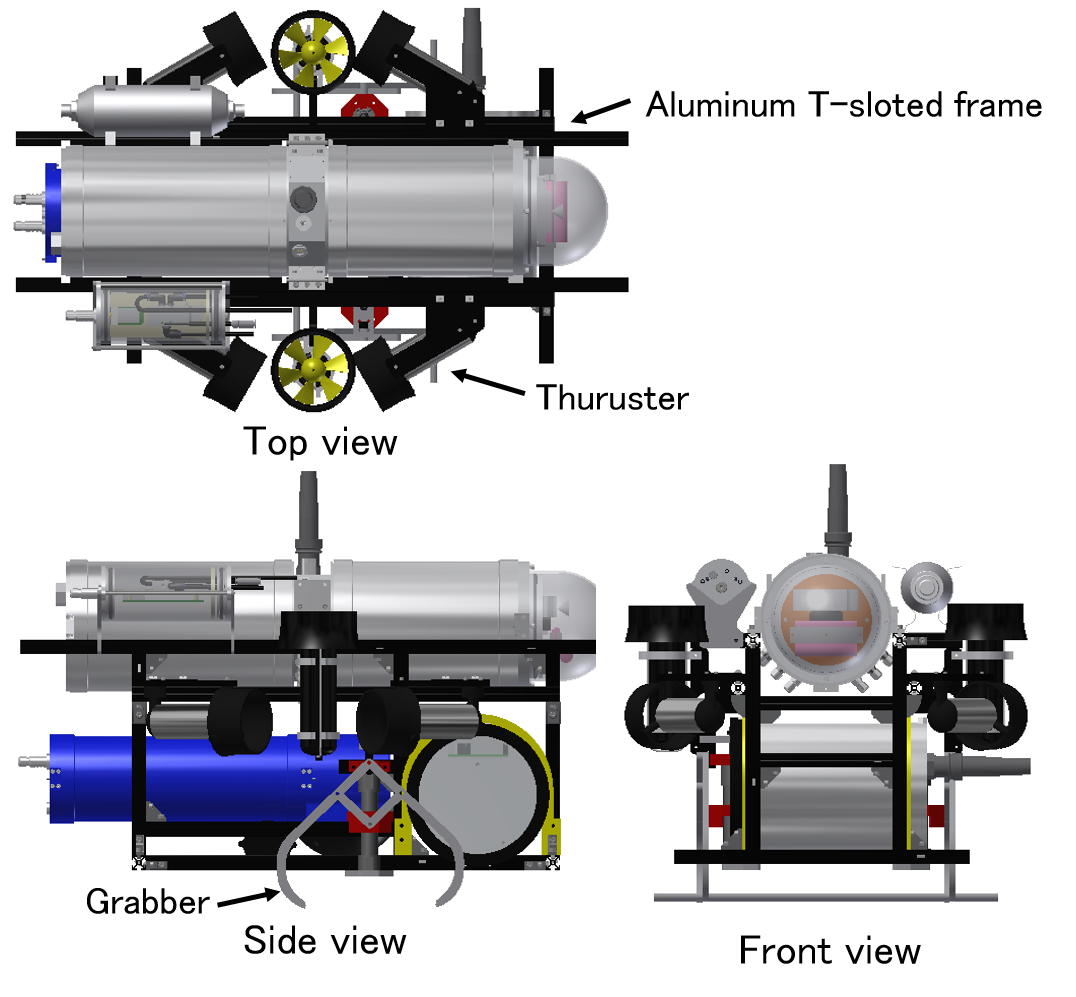 Aluminum T-sloted frame
Thuruster
Top view
Grabber
Side view
Front view